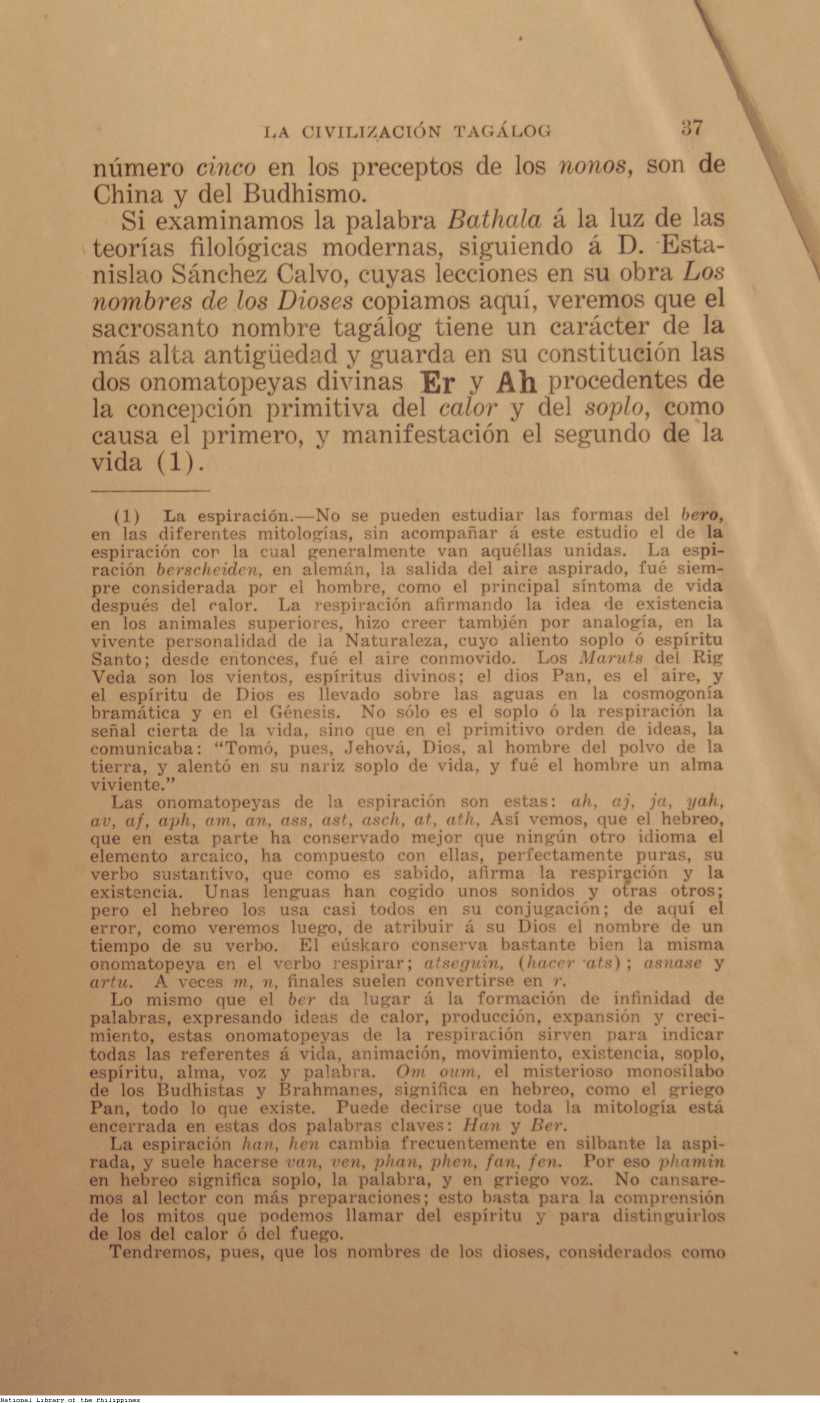 LA CIVILIZACIÓN TAGÁLOG 37
número cinco en los preceptos de los nonos, son de
China y del Budhismo.
Si examinamos la palabra Bathala á la luz de las
teorías filológicas modernas, siguiendo á D. Esta-
nislao Sánchez Calvo, cuyas lecciones en su obra Los
nombres de los Dioses copiamos aquí, veremos que el
sacrosanto nombre tagálog tiene un carácter de la
más alta antigüedad y guarda en su constitución las
dos onomatopeyas divinas Er y Ah procedentes de
la concepción primitiva del calor y del soplo, como
causa el primero, y manifestación el segundo de la
vida (1).
(1) La espiración.—No se pueden estudiar las formas del bero,
en las diferentes mitologías, sin acompañar á este estudio el de la
espiración con la cual generalmente van aquéllas unidas. La espi-
ración berscheiden, en alemán, la salida del aire aspirado, fué siem-
pre considerada por el hombre, como el principal síntoma de vida
después del calor. La respiración afirmando la idea de existencia
en los animales superiores, hizo creer también por analogía, en la
vivente personalidad de la Naturaleza, cuyo aliento soplo ó espíritu
Santo; desde entonces, fué el aire conmovido. Los Maruts del Rig
Veda son los vientos, espíritus divinos; el dios Pan, es el aire, y
el espíritu de Dios es llevado sobre las aguas en la cosmogonía
bramática y en el Génesis. No sólo es el soplo ó la respiración la
señal cierta de la vida, sino que en el primitivo orden de ideas, la
comunicaba: “Tomó, pues, Jehová, Dios, al hombre del polvo de la
tierra, y alentó en su nariz soplo de vida, y fué el hombre un alma
viviente.”
Las onomatopeyas de la espiración son estas: ah, aj, ja, yah,
av, af, aph, am, an, ass, ast, asch, at, ath, Así vemos, que el hebreo,
que en esta parte ha conservado mejor que ningún otro idioma el
elemento arcaico, ha compuesto con ellas, perfectamente puras, su
verbo sustantivo, que como es sabido, afirma la respiración y la
existencia. Unas lenguas han cogido unos sonidos y otras otros;
pero el hebreo los usa casi todos en su conjugación; de aquí el
error, como veremos luego, de atribuir á su Dios el nombre de un
tiempo de su verbo. El eúskaro conserva bastante bien la misma
onomatopeya en el verbo respirar; atseguin, (hacer ats); asnase y
artu. A veces m, n, finales suelen convertirse en r.
Lo mismo que el ber da lugar á la formación de infinidad de
palabras, expresando ideas de calor, producción, expansión y creci-
miento, estas onomatopeyas de la respiración sirven para indicar
todas las referentes á vida, animación, movimiento, existencia, soplo,
espíritu, alma, voz y palabra. Om oum, el misterioso monosílabo
de los Budhistas y Brahmanes, significa en hebreo, como el griego
Pan, todo lo que existe. Puede decirse que toda la mitología está
encerrada en estas dos palabras claves: Han y Ber.
La espiración han, hen cambia frecuentemente en silbante la aspi-
rada, y suele hacerse van, ven, phan, phen, fan, fen. Por eso phamin
en hebreo significa soplo, la palabra, y en griego voz. No cansare-
mos al lector con más preparaciones; esto basta para la comprensión
de los mitos que podemos llamar del espíritu y para distinguirlos
de los del calor ó del fuego.
Tendremos, pues, que los nombres de los dioses, considerados como
National Library of the Philippines